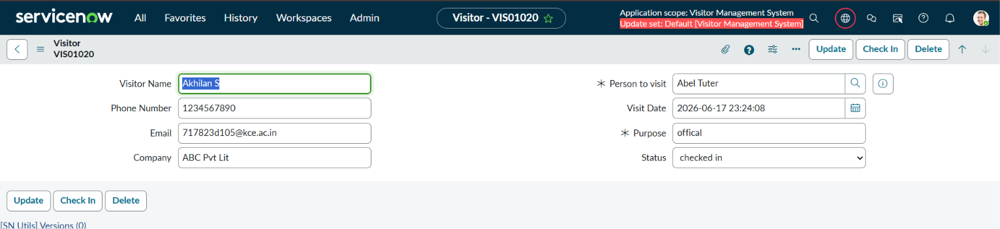 servicenow All Favorites History Workspaces Admin Visitor - VIS01020 Application scope: Visitor Management System
Update set: Default [Visitor Management System]
Visitor
VIS01020
Update Check In Delete
Visitor Name Akhilan S Person to visit Abel Tuter
Phone Number 1234567890 Visit Date 2026-06-17 23:24:08
Email 717823d105@kce.ac.in Purpose offical
Company ABC Pvt Lit Status checked in
Update Check In Delete
[SN Utils] Versions (0)